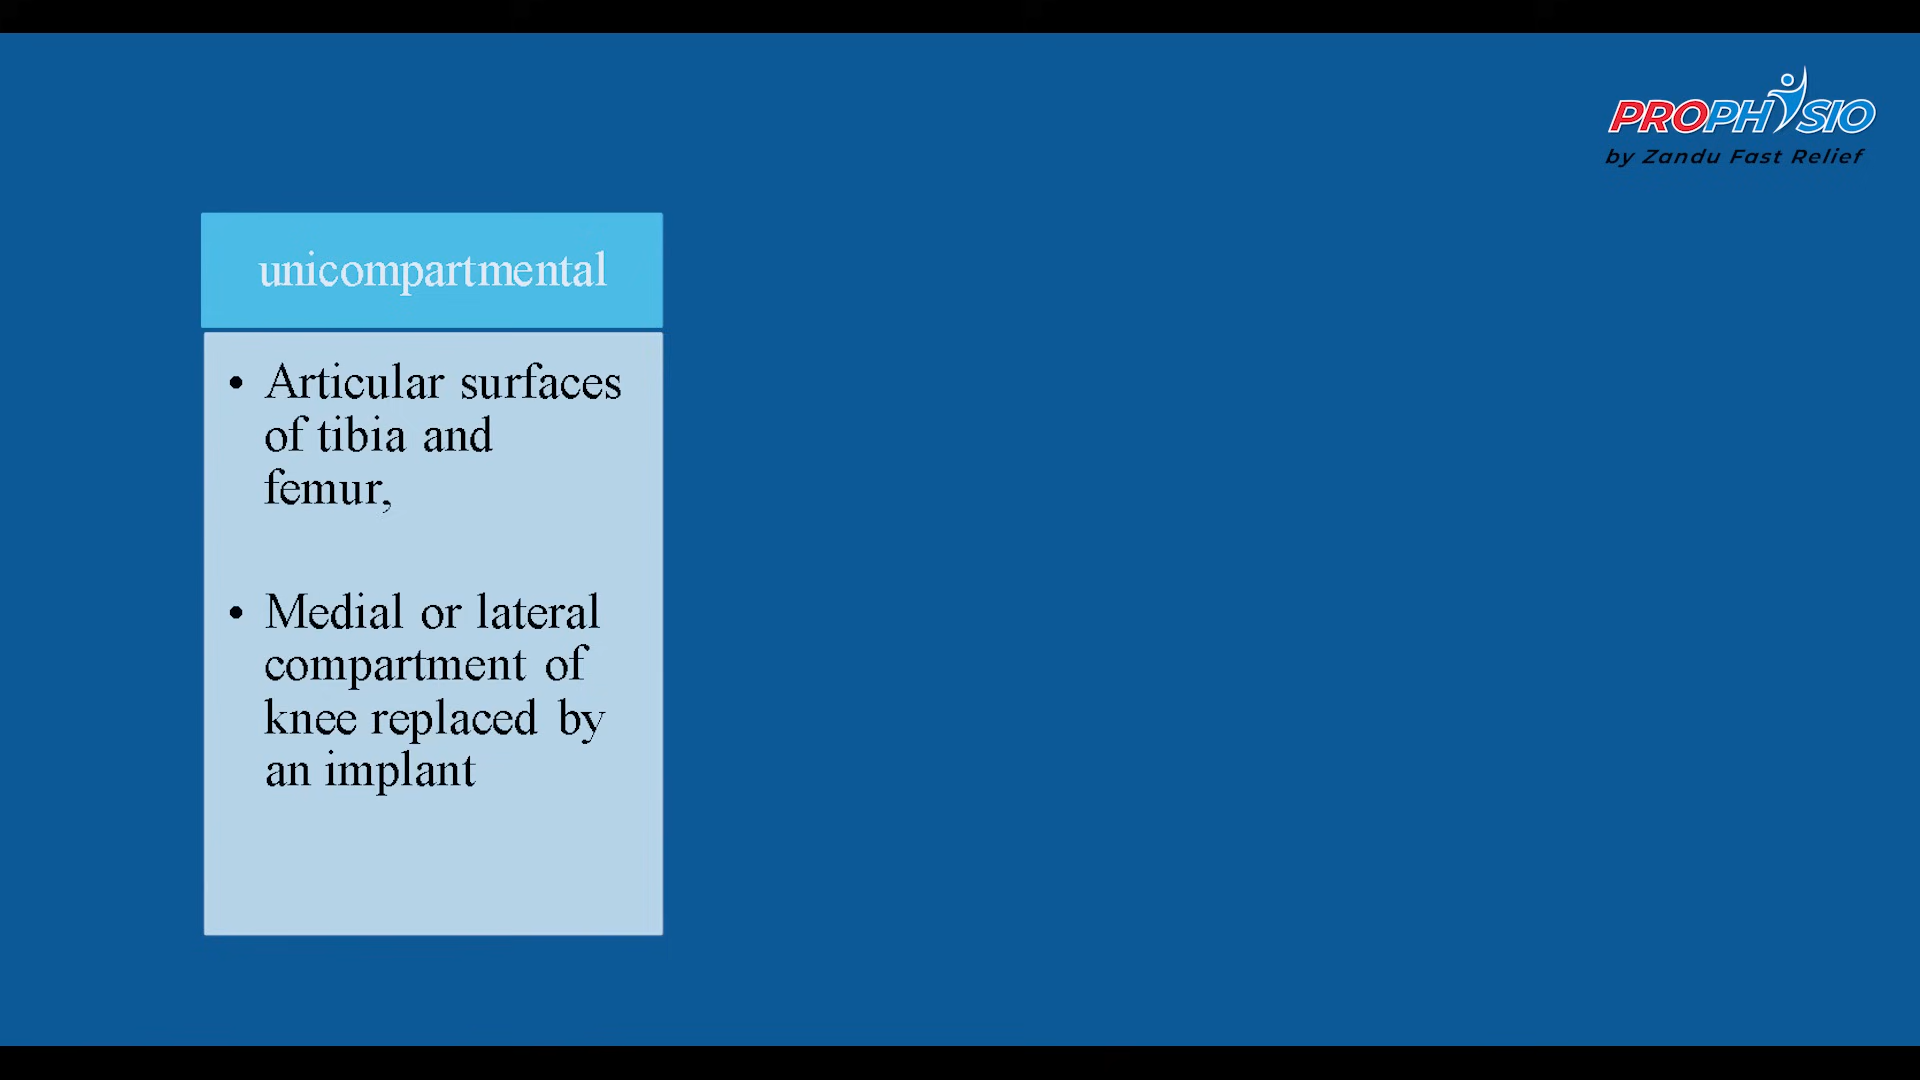 PROPHYSIO
by Zandu Fast Relief
unicompartmental
• Articular surfaces
of tibia and
femur,
• Medial or lateral
compartment of
knee replaced by
an implant